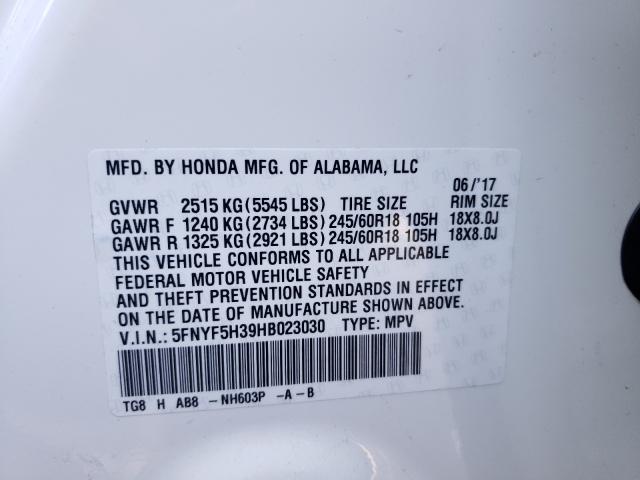 MFD. BY HONDA MFG. OF ALABAMA, LLC
06/'17
GVWR 2515 KG (5545 LBS) TIRE SIZE RIM SIZE
GAWR F 1240 KG (2734 LBS) 245/60R18 105H 18X8.0J
GAWR R 1325 KG (2921 LBS) 245/60R18 105H 18X8.0J
THIS VEHICLE CONFORMS TO ALL APPLICABLE
FEDERAL MOTOR VEHICLE SAFETY
AND THEFT PREVENTION STANDARDS IN EFFECT
ON THE DATE OF MANUFACTURE SHOWN ABOVE.
V.I.N.: 5FNYF5H39HB023030 TYPE: MPV
TG8 H AB8 - NH603P -A - B